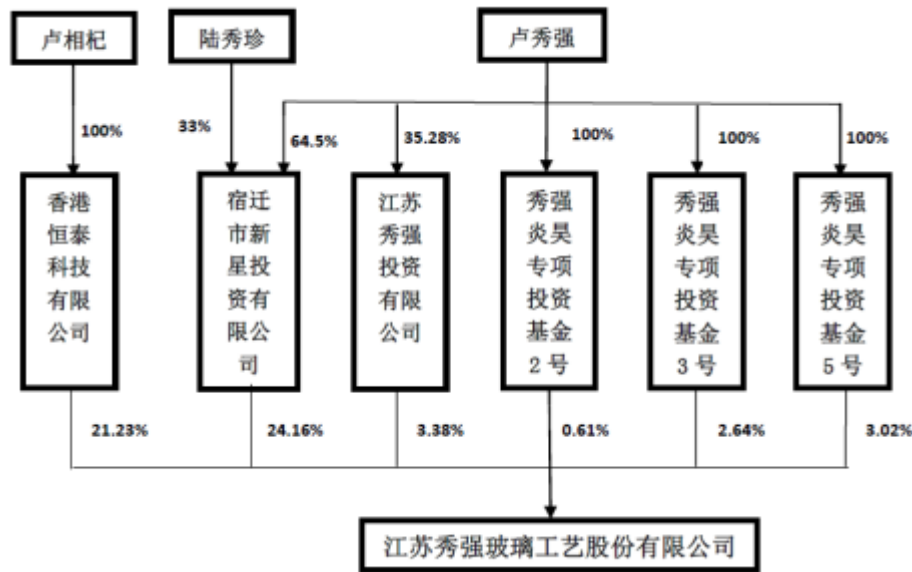 卢相杞
陆秀珍
卢秀强
100%
33%
64.5%
35.28%
100%
100%
100%
香港
恒泰
科技
有限
公司
宿迁
市新
星投
资有
限公
司
江苏
秀强
投资
有限
公司
秀强
炎昊
专项
投资
基金
2 号
秀强
炎昊
专项
投资
基金
3 号
秀强
炎昊
专项
投资
基金
5 号
21.23%
24.16%
3.38%
0.61%
2.64%
3.02%
江苏秀强玻璃工艺股份有限公司